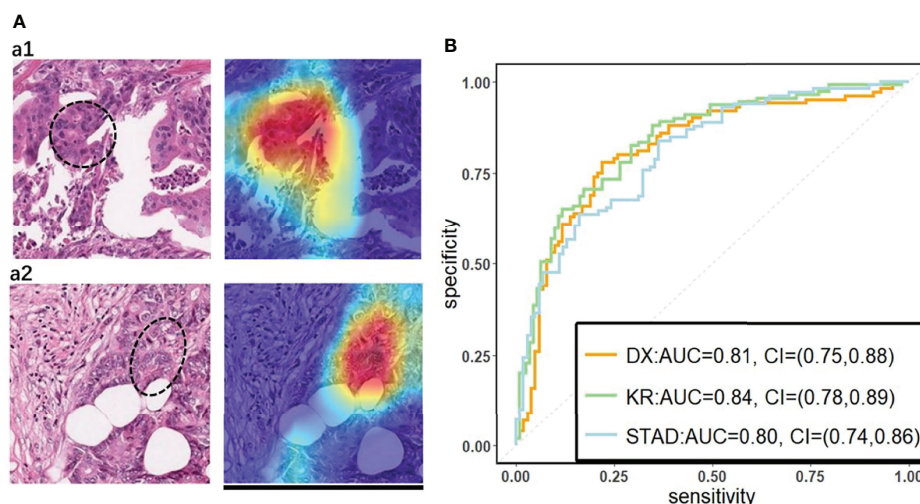 A
a1
a2
B
specificity
1.00
0.75
0.50
0.25
0.00
DX:AUC=0.81, CI=(0.75,0.88)
KR:AUC=0.84, CI=(0.78,0.89)
STAD:AUC=0.80, CI=(0.74,0.86)
0.00 0.25 0.50 0.75 1.00
sensitivity